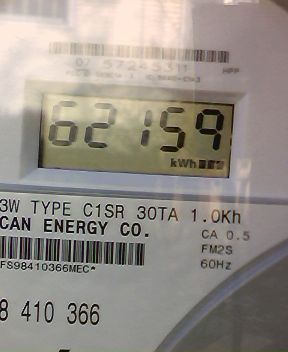 62159
kWh
3W TYPE C1SR 30TA 1.0Kh
CAN ENERGY CO.
CA 0.5
FM2S
60Hz
FS98410366MEC*
8 410 366